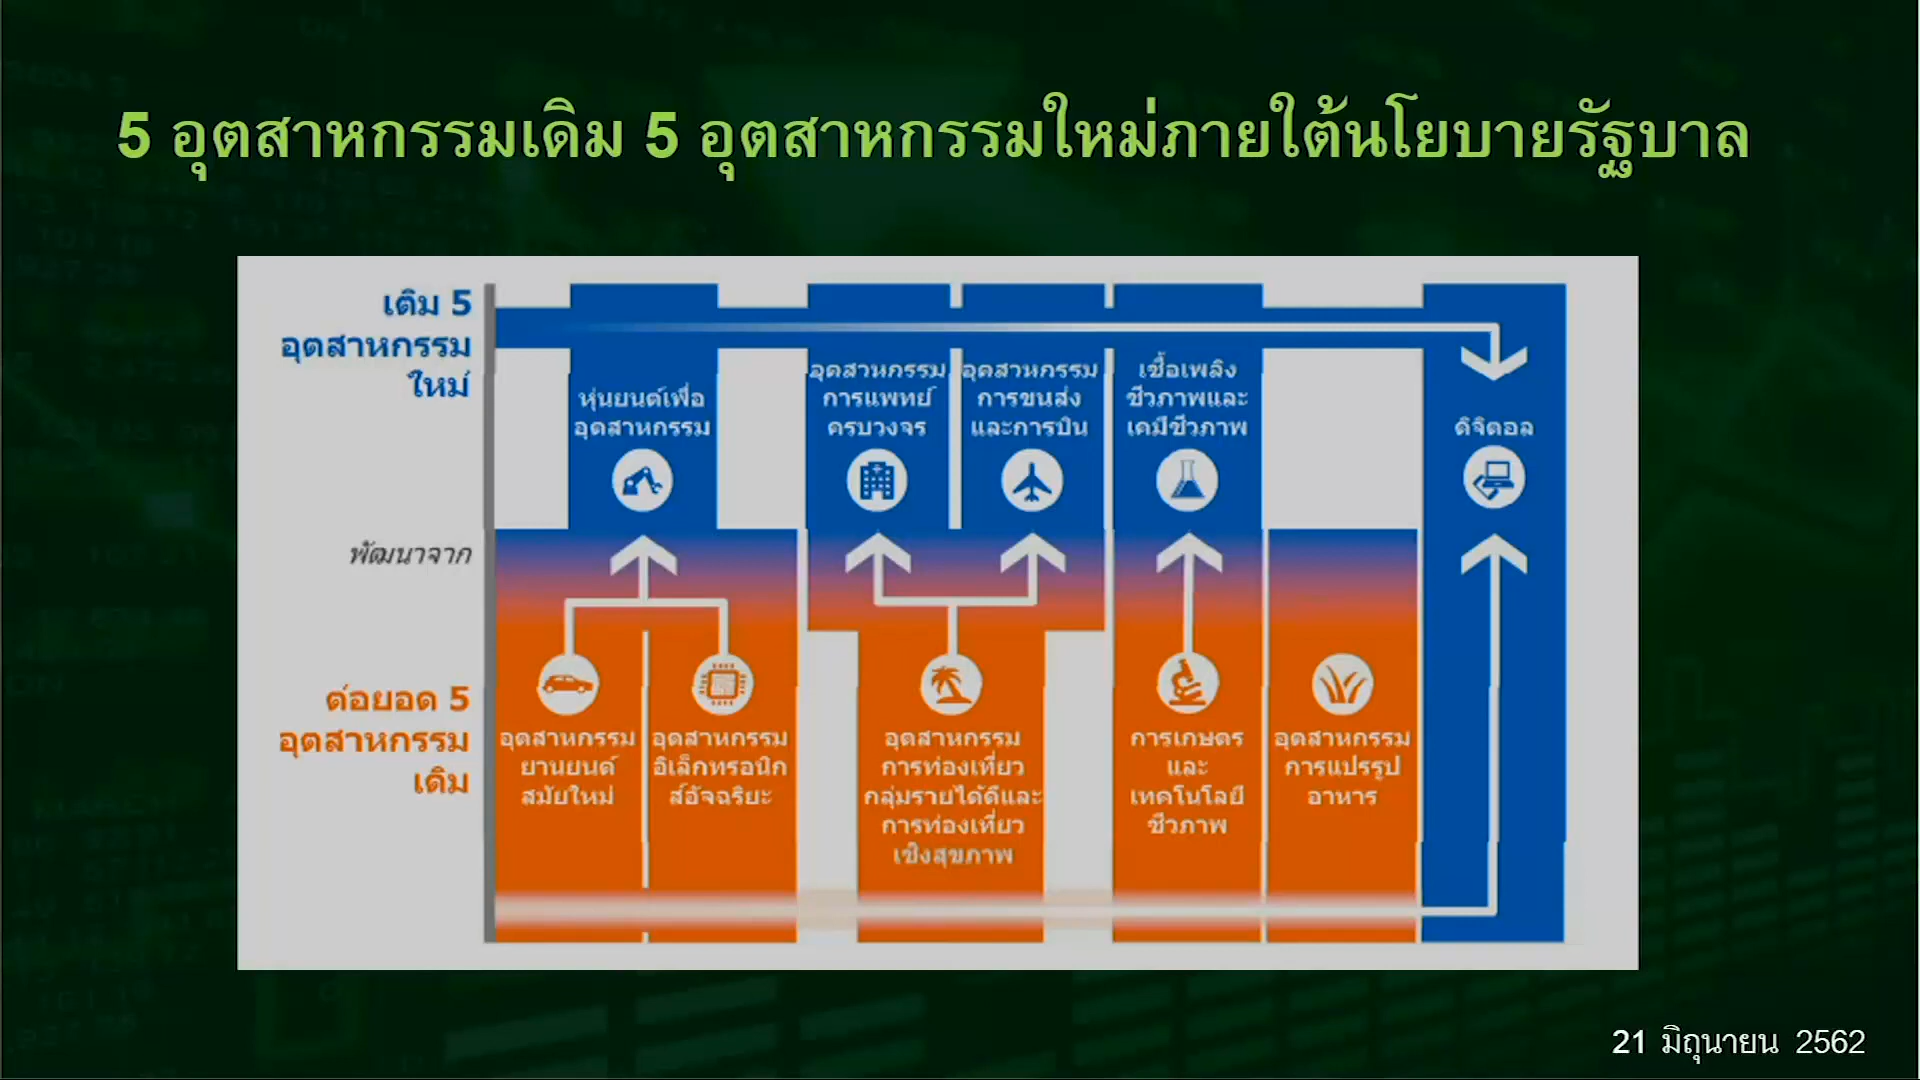 5 อุตสาหกรรมเดิม 5 อุตสาหกรรมใหม่ภายใต้นโยบายรัฐบาล
เติม 5
อุตสาหกรรม
ใหม่
หุ่นยนต์เพื่อ
อุตสาหกรรม
อุตสาหกรรม
การแพทย์
ครบวงจร
อุตสาหกรรม
การขนส่ง
และการบิน
เชื้อเพลิง
ชีวภาพและ
เคมีชีวภาพ
ดิจิตอล
พัฒนาจาก
ต่อยอด 5
อุตสาหกรรม
เดิม
อุตสาหกรรม
ยานยนต์
สมัยใหม่
อุตสาหกรรม
อิเล็กทรอนิก
ส์อัจฉริยะ
อุตสาหกรรม
การท่องเที่ยว
กลุ่มรายได้ดีและ
การท่องเที่ยว
เชิงสุขภาพ
การเกษตร
และ
เทคโนโลยี
ชีวภาพ
อุตสาหกรรม
การแปรรูป
อาหาร
21 มิถุนายน 2562